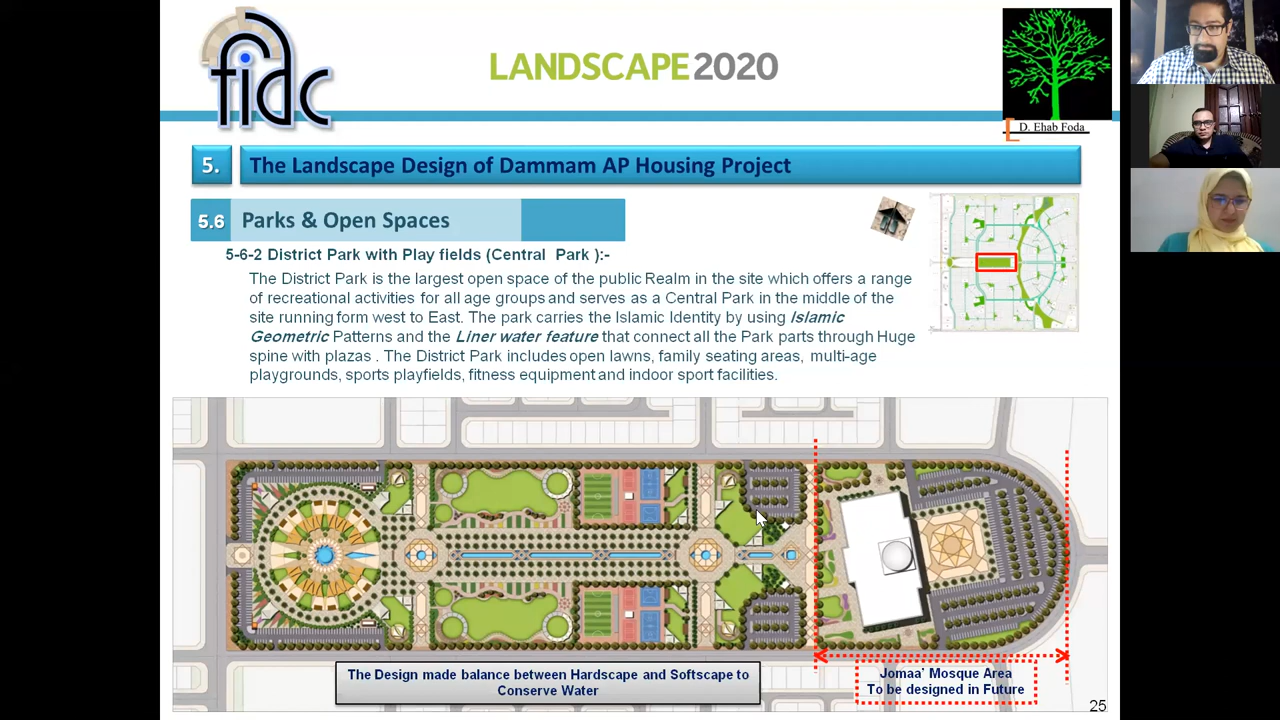 fidc
LANDSCAPE2020
D. Ehab Foda
5. The Landscape Design of Dammam AP Housing Project
5.6 Parks & Open Spaces
5-6-2 District Park with Play fields (Central Park ):-
The District Park is the largest open space of the public Realm in the site which offers a range
of recreational activities for all age groups and serves as a Central Park in the middle of the
site running form west to East. The park carries the Islamic Identity by using Islamic
Geometric Patterns and the Liner water feature that connect all the Park parts through Huge
spine with plazas . The District Park includes open lawns, family seating areas, multi-age
playgrounds, sports playfields, fitness equipment and indoor sport facilities.
The Design made balance between Hardscape and Softscape to
Conserve Water
Jomaa' Mosque Area
To be designed in Future
25